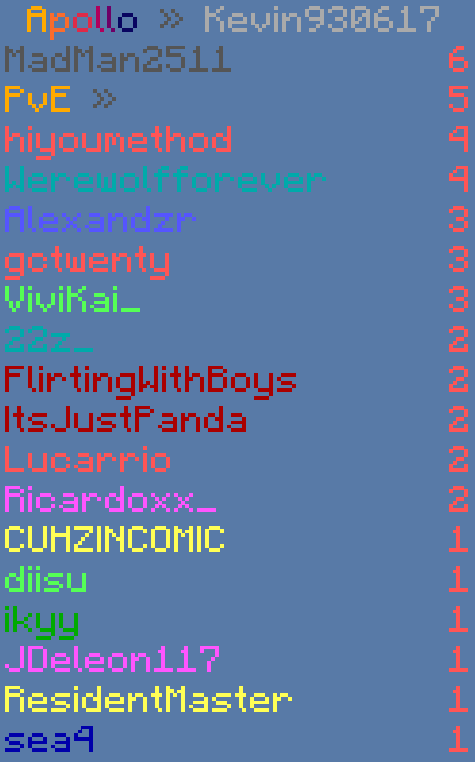 Apollo » Kevin930617
MadMan2511 6
PvE » 5
hiyoumethod 4
Werewolfforever 4
Alexandzr 3
gctwenty 3
ViviKai_ 3
22z_ 2
FlirtingWithBoys 2
ItsJustPanda 2
Lucarrio 2
Ricardoxx_ 2
CUHZINCOMIC 1
diisu 1
ikyy 1
JDeleon117 1
ResidentMaster 1
sea4 1